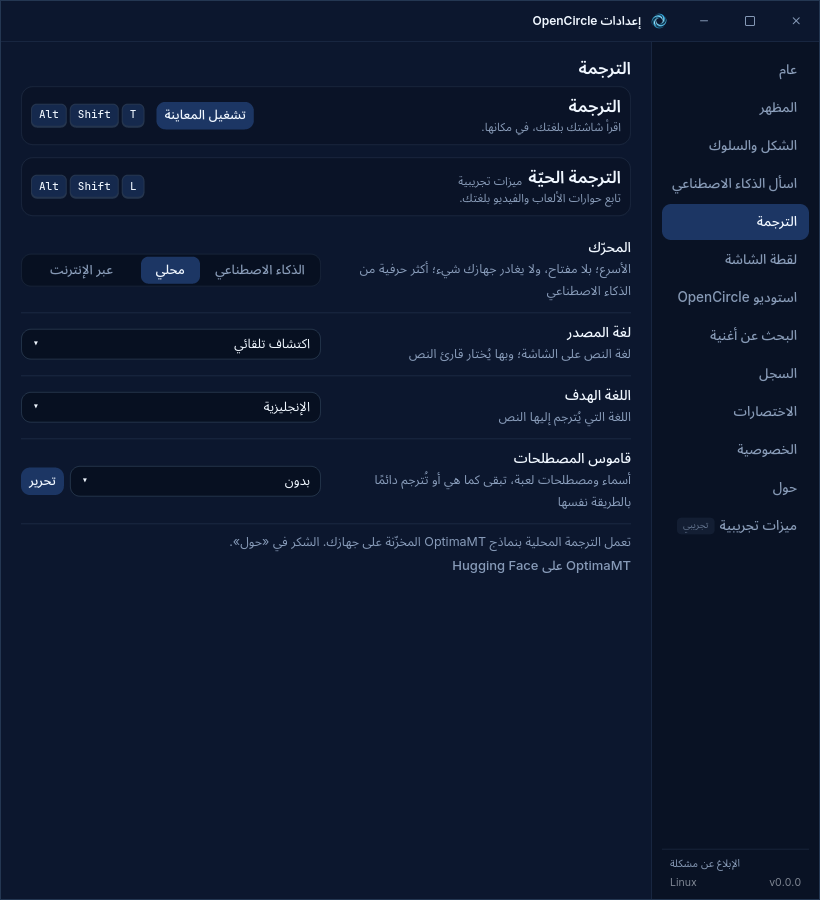 إعدادات OpenCircle
عام
المظهر
الشكل والسلوك
اسأل الذكاء الاصطناعي
الترجمة
لقطة الشاشة
استوديو OpenCircle
البحث عن أغنية
السجل
الاختصارات
الخصوصية
حول
ميزات تجريبية تجريبي
الإبلاغ عن مشكلة
Linux v0.0.0
الترجمة
الترجمة
اقرأ شاشتك بلغتك، في مكانها.
تشغيل المعاينة
Alt Shift T
الترجمة الحيّة ميزات تجريبية
تابع حوارات الألعاب والفيديو بلغتك.
Alt Shift L
المحرّك
الأسرع؛ بلا مفتاح، ولا يغادر جهازك شيء؛ أكثر حرفية من
الذكاء الاصطناعي
الذكاء الاصطناعي محلي عبر الإنترنت
لغة المصدر
لغة النص على الشاشة؛ وبها يُختار قارئ النص
اكتشاف تلقائي
اللغة الهدف
اللغة التي يُترجم إليها النص
الإنجليزية
قاموس المصطلحات
أسماء ومصطلحات لعبة، تبقى كما هي أو تُترجم دائمًا
بالطريقة نفسها
بدون
تحرير
تعمل الترجمة المحلية بنماذج OptimaMT المخزّنة على جهازك. الشكر في «حول».
OptimaMT على Hugging Face